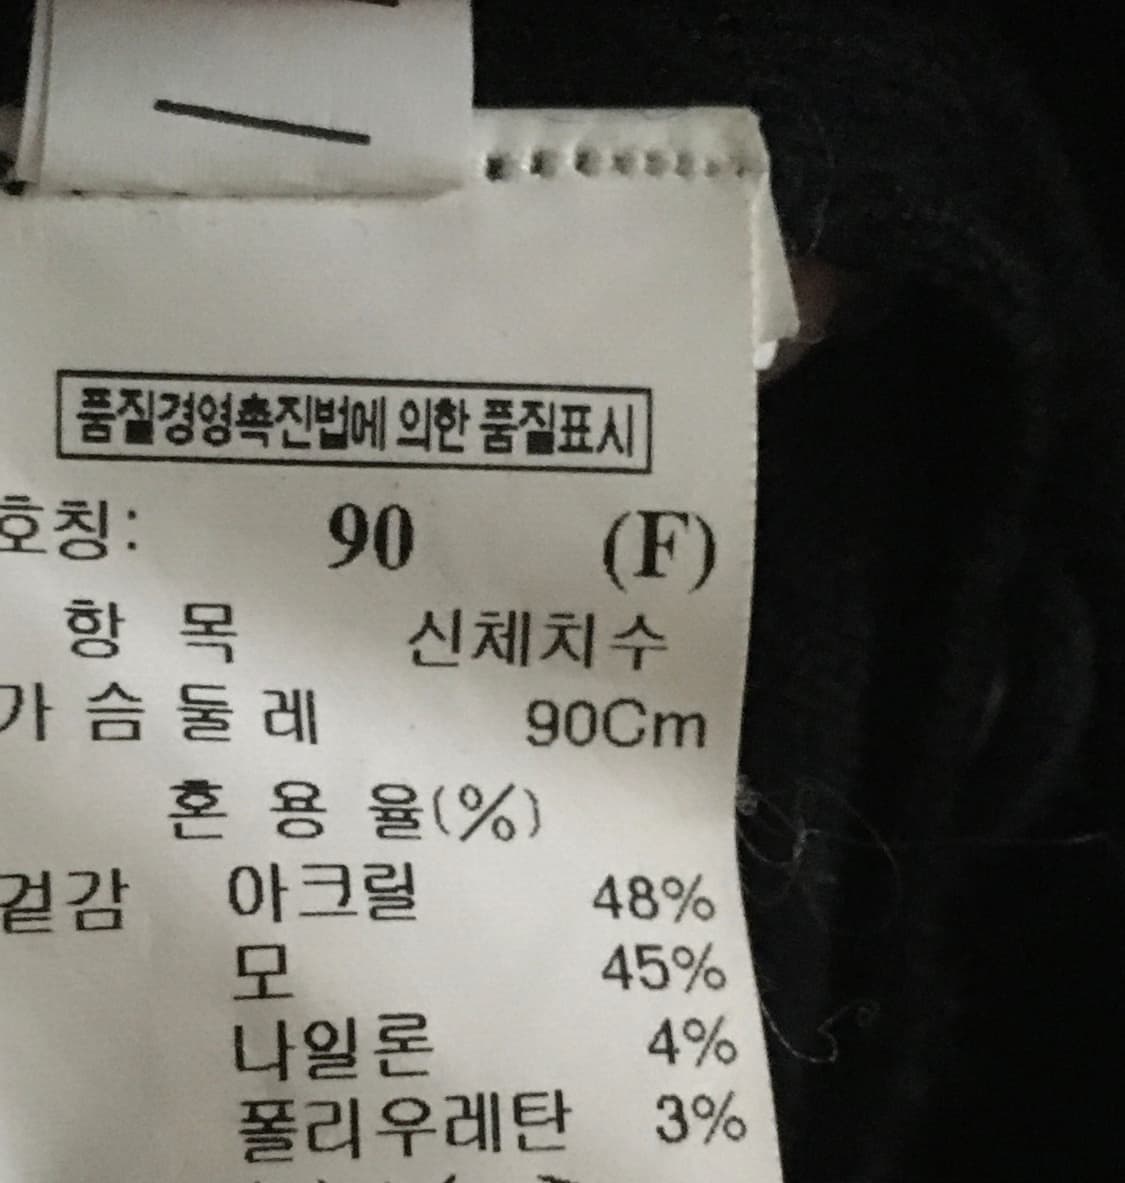 품질경영촉진법에 의한 품질표시
호칭: 90 (F)
항 목 신체치수
가 슴 둘 레 90Cm
혼 용 율(%)
겉감 아크릴 48%
모 45%
나일론 4%
폴리우레탄 3%